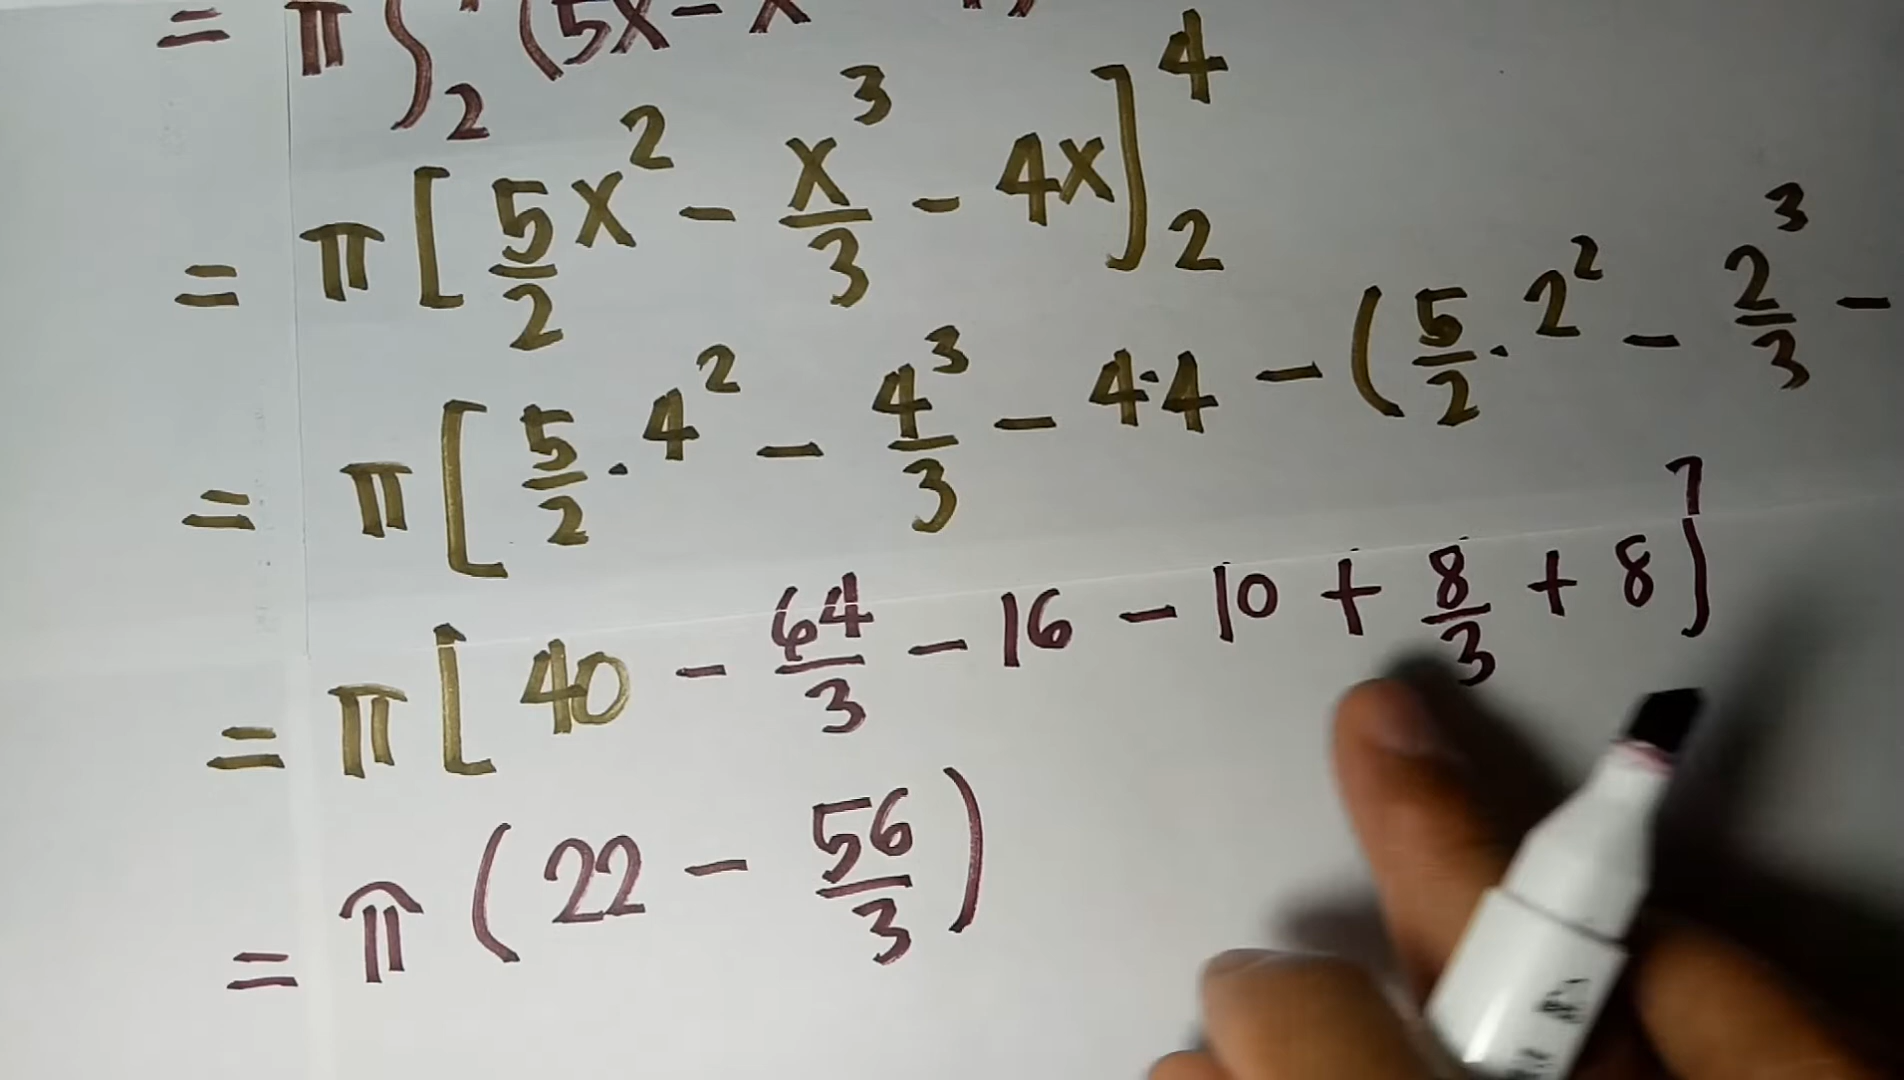 = π ∫₂ (5x - x
= π [ 5/2 x² - x³/3 - 4x ]₂⁴
= π [ 5/2 · 4² - 4³/3 - 4·4 - ( 5/2 · 2² - 2³/3 -
= π [ 40 - 64/3 - 16 - 10 + 8/3 + 8 ]
= π ( 22 - 56/3 )